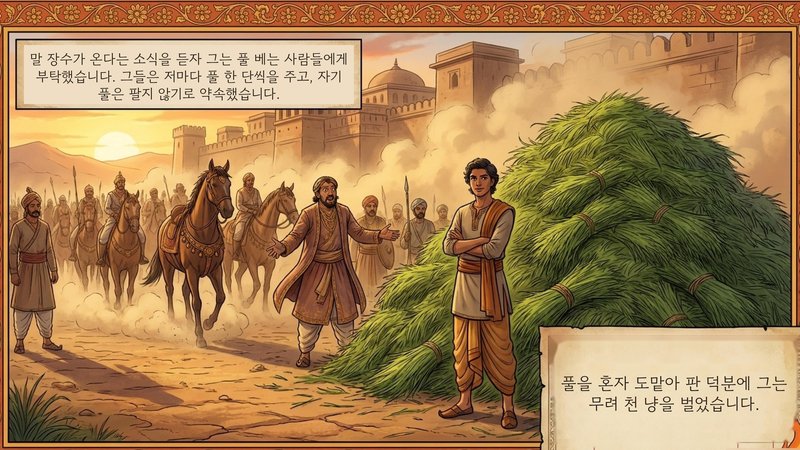 말 장수가 온다는 소식을 듣자 그는 풀 베는 사람들에게
부탁했습니다. 그들은 저마다 풀 한 단씩을 주고, 자기
풀은 팔지 않기로 약속했습니다.
풀을 혼자 도맡아 판 덕분에 그는
무려 천 냥을 벌었습니다.